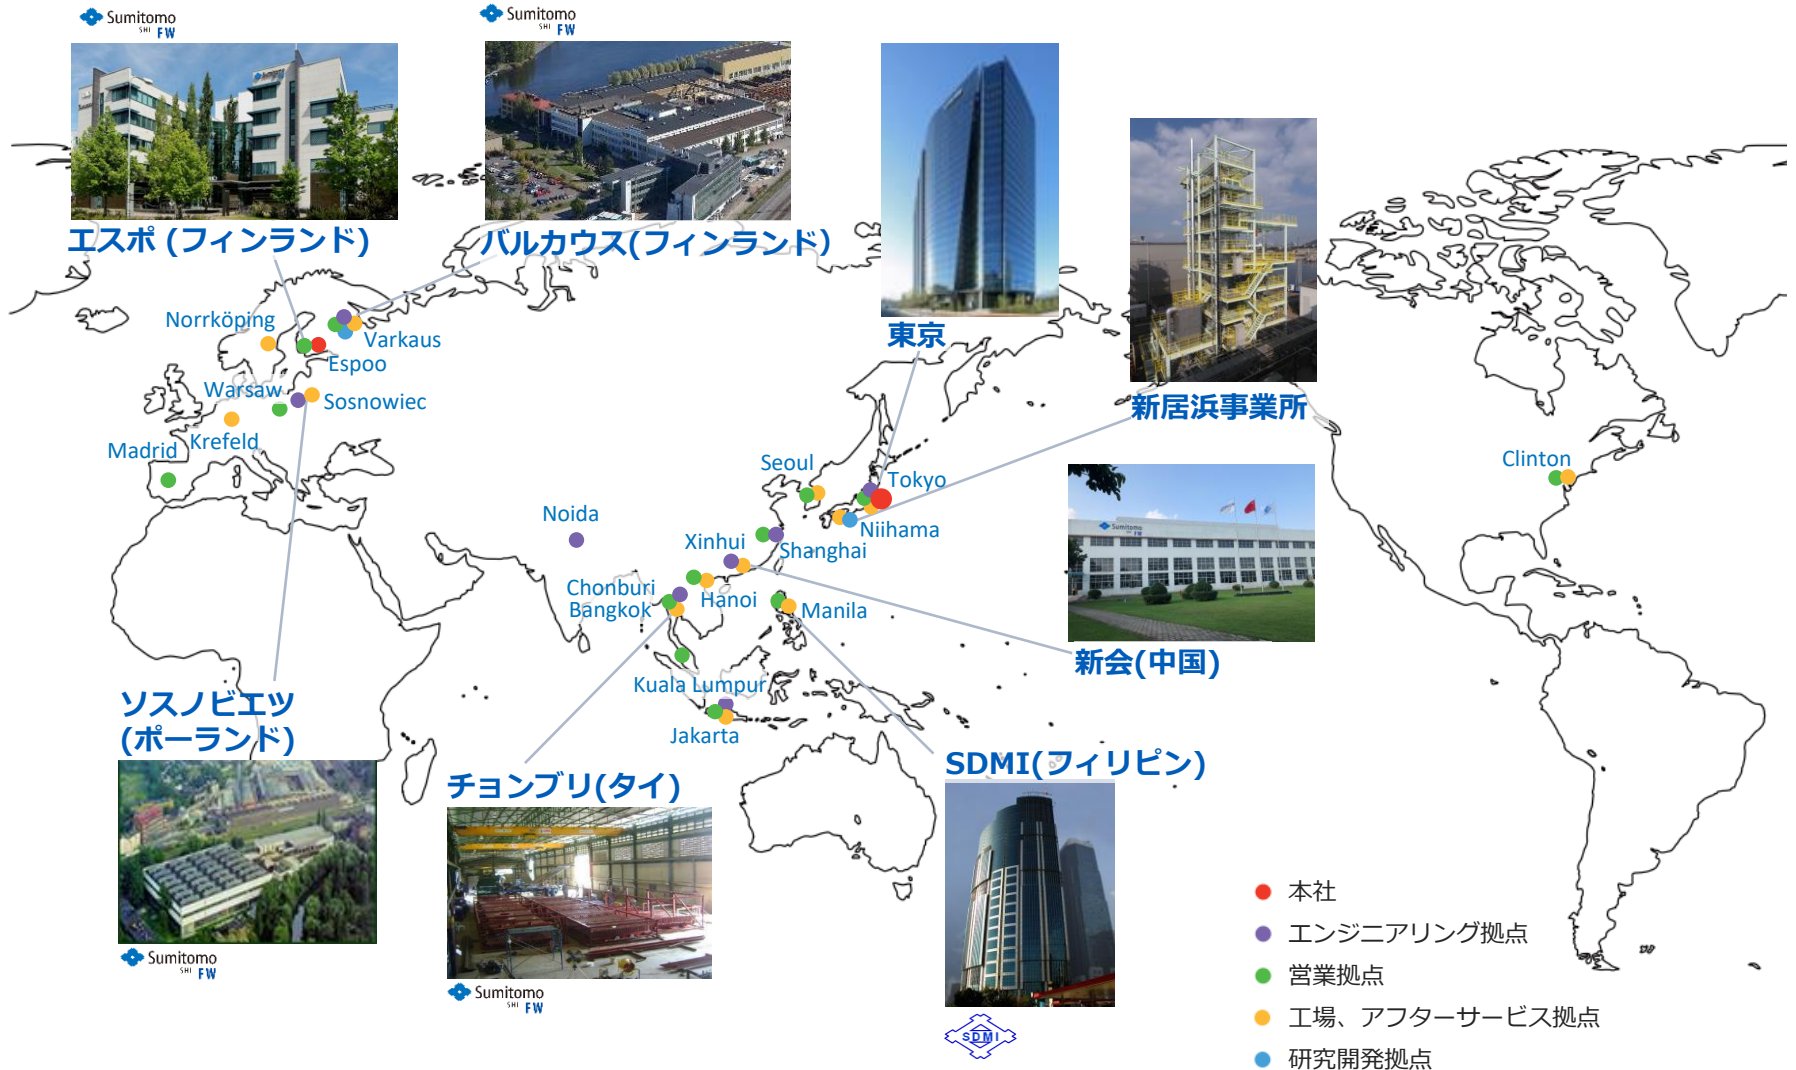 Sumitomo
SHI FW
Sumitomo
SHI FW
エスポ (フィンランド)
バルカウス(フィンランド)
東京
新居浜事業所
Norrköping
Varkaus
Espoo
Warsaw
Sosnowiec
Krefeld
Madrid
Seoul
Tokyo
Niihama
Clinton
Noida
Xinhui
Shanghai
Chonburi
Bangkok
Hanoi
Manila
Kuala Lumpur
Jakarta
Sumitomo
SHI FW
新会(中国)
ソスノビエツ
(ポーランド)
チョンブリ(タイ)
SDMI(フィリピン)
Sumitomo
SHI FW
Sumitomo
SHI FW
SDMI
本社
エンジニアリング拠点
営業拠点
工場、アフターサービス拠点
研究開発拠点